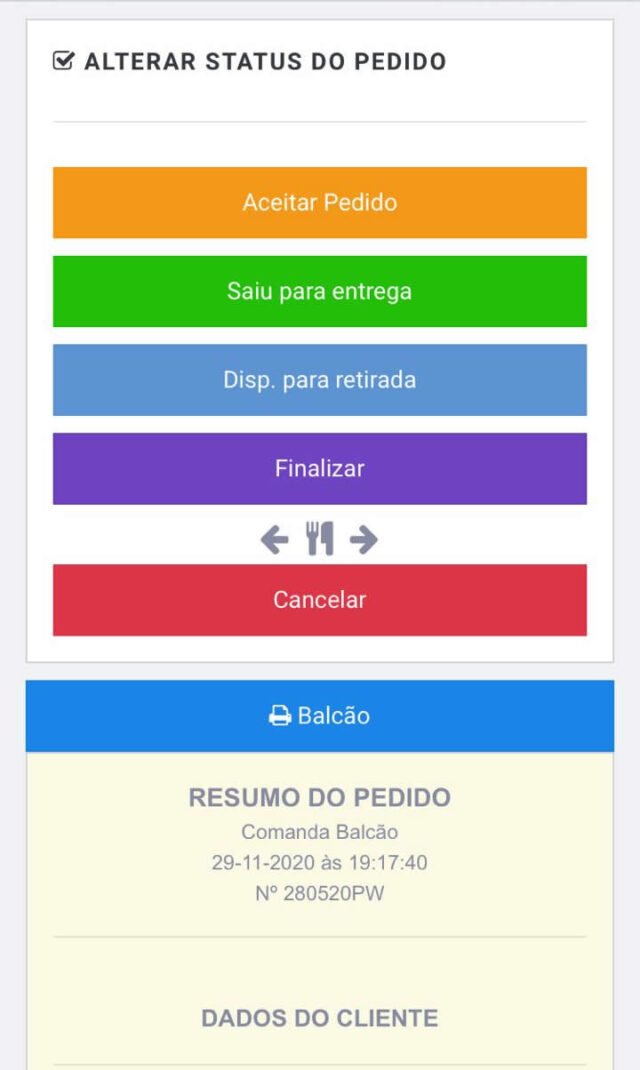 ALTERAR STATUS DO PEDIDO
Aceitar Pedido
Saiu para entrega
Disp. para retirada
Finalizar
Cancelar
Balcão
RESUMO DO PEDIDO
Comanda Balcão
29-11-2020 às 19:17:40
Nº 280520PW
DADOS DO CLIENTE